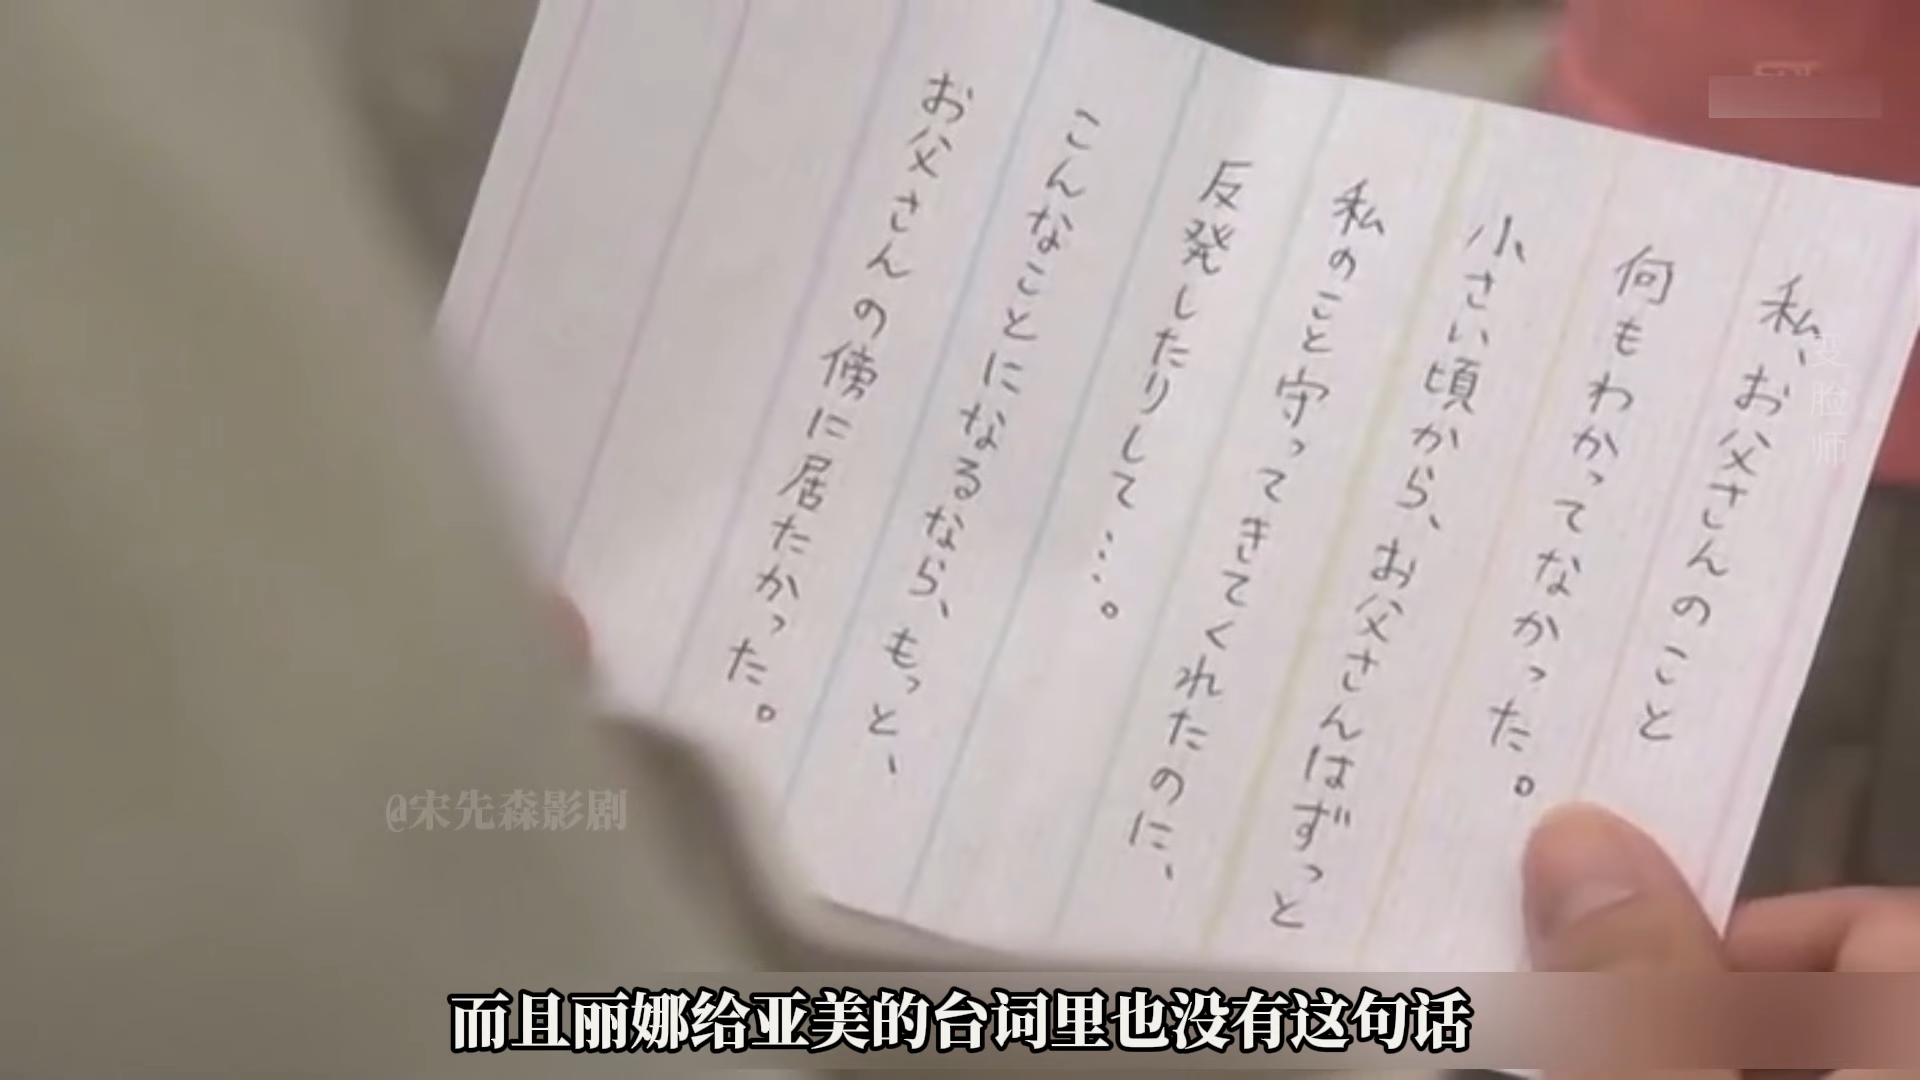 私、お父さんのこと
何もわかってなかった。
小さい頃から、お父さんはずっと
私のこと守ってきてくれたのに、
反発したりして…。
こんなことになるなら、もっと、
お父さんの傍に居たかった。
变脸师
@宋先森影剧
而且丽娜给亚美的台词里也没有这句话